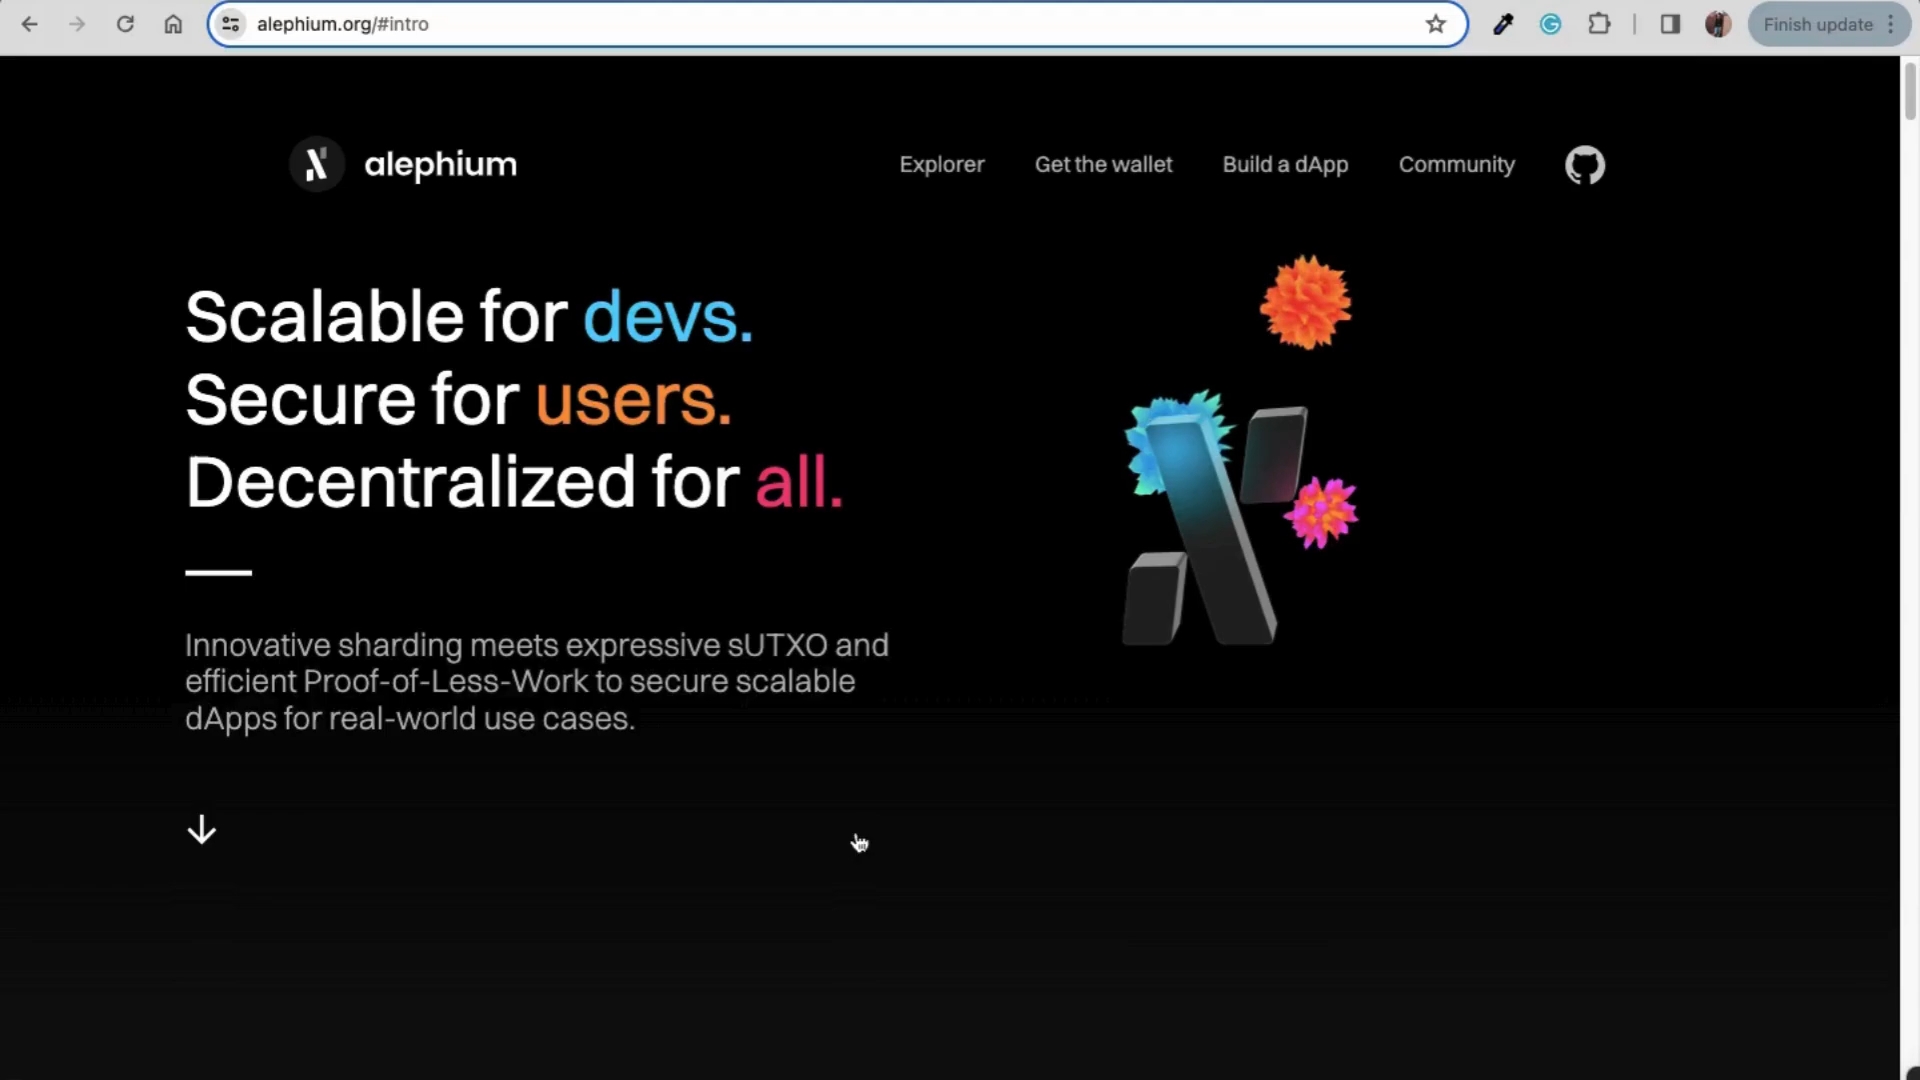 alephium.org/#intro
Finish update
alephium
Explorer
Get the wallet
Build a dApp
Community
Scalable for devs.
Secure for users.
Decentralized for all.
Innovative sharding meets expressive sUTXO and
efficient Proof-of-Less-Work to secure scalable
dApps for real-world use cases.